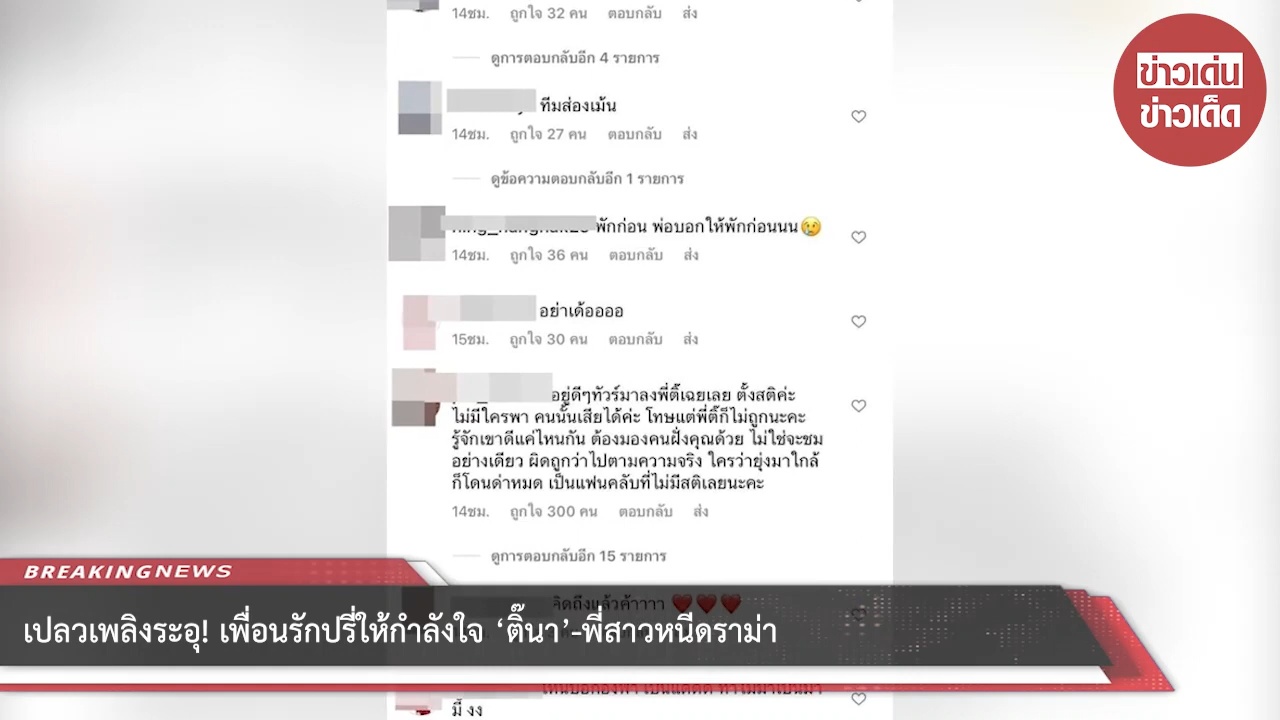 14ชม. ถูกใจ 32 คน ตอบกลับ ส่ง
ดูการตอบกลับอีก 4 รายการ
ข่าวเด่น
ข่าวเด็ด
ทีมส่องเม้น
14ชม. ถูกใจ 27 คน ตอบกลับ ส่ง
ดูข้อความตอบกลับอีก 1 รายการ
พักก่อน พ่อบอกให้พักก่อนนน😢
14ชม. ถูกใจ 36 คน ตอบกลับ ส่ง
อย่าเด้ออออ
15ชม. ถูกใจ 30 คน ตอบกลับ ส่ง
อยู่ดีๆทัวร์มาลงพี่ติ๊เฉยเลย ตั้งสติค่ะ
ไม่มีใครพา คนนั้นเสียได้ค่ะ โทษแต่พี่ติ๊ก็ไม่ถูกนะคะ
รู้จักเขาดีแค่ไหนกัน ต้องมองคนฝั่งคุณด้วย ไม่ใช่จะชม
อย่างเดียว ผิดถูกว่าไปตามความจริง ใครว่ายุ่งมาใกล้
ก็โดนด่าหมด เป็นแฟนคลับที่ไม่มีสติเลยนะคะ
14ชม. ถูกใจ 300 คน ตอบกลับ ส่ง
ดูการตอบกลับอีก 15 รายการ
BREAKINGNEWS
คิดถึงแล้วค้าาาา ❤️❤️❤️
เปลวเพลิงระอุ! เพื่อนรักปรี่ให้กำลังใจ ‘ติ๊นา’-พี่สาวหนีดราม่า
มี้ งง